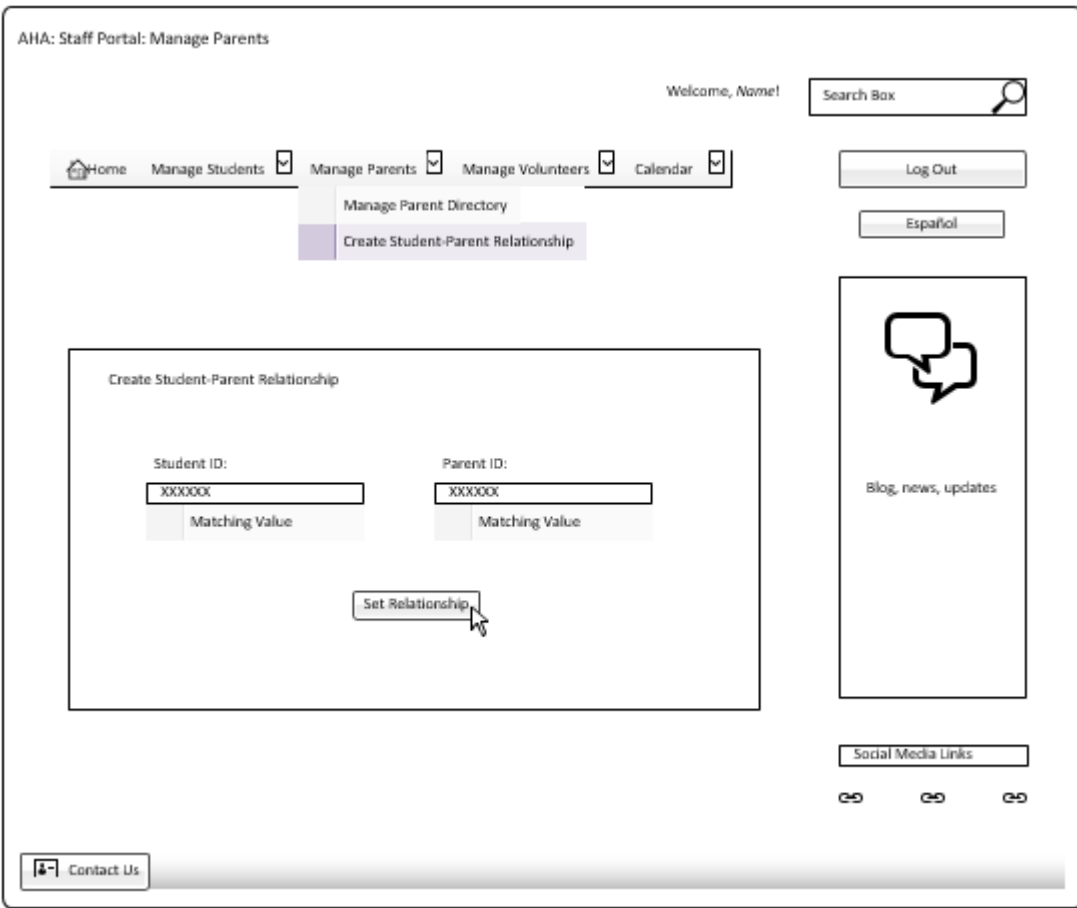 AHA: Staff Portal: Manage Parents
Welcome, Name!
Search Box
Home Manage Students Manage Parents Manage Volunteers Calendar
Log Out
Manage Parent Directory
Español
Create Student-Parent Relationship
Create Student-Parent Relationship
Student ID: Parent ID:
XXXXXX XXXXXX
Matching Value Matching Value
Blog, news, updates
Set Relationship
Social Media Links
Contact Us